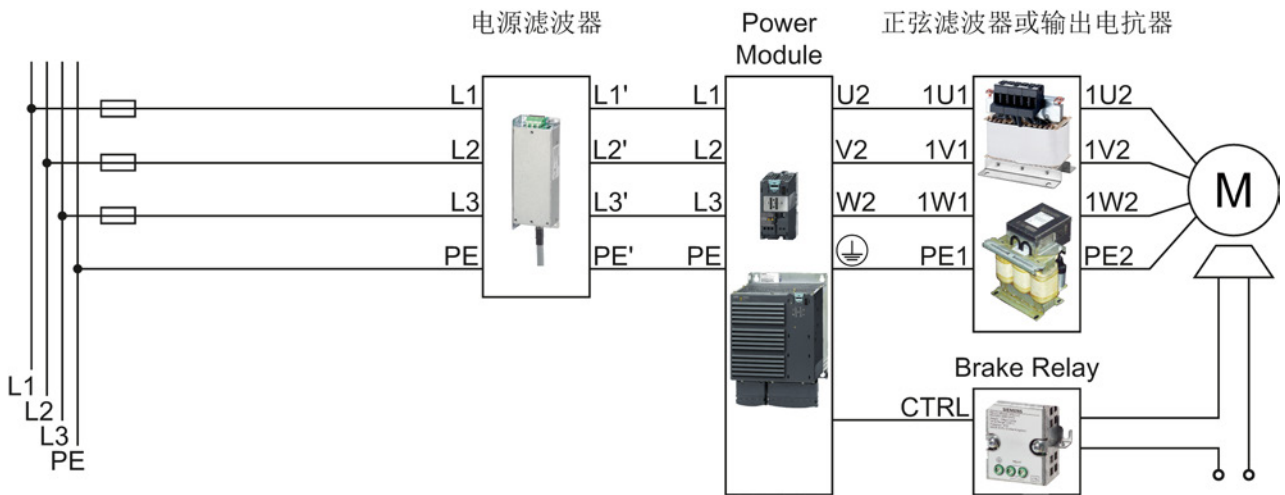 电源滤波器
Power
Module
正弦滤波器或输出电抗器
L1 L1' L1 U2 1U1 1U2
L2 L2' L2 V2 1V1 1V2
M
L3 L3' L3 W2 1W1 1W2
PE PE' PE PE1 PE2
Brake Relay
L1
L2
L3
PE
CTRL
SIEMENS